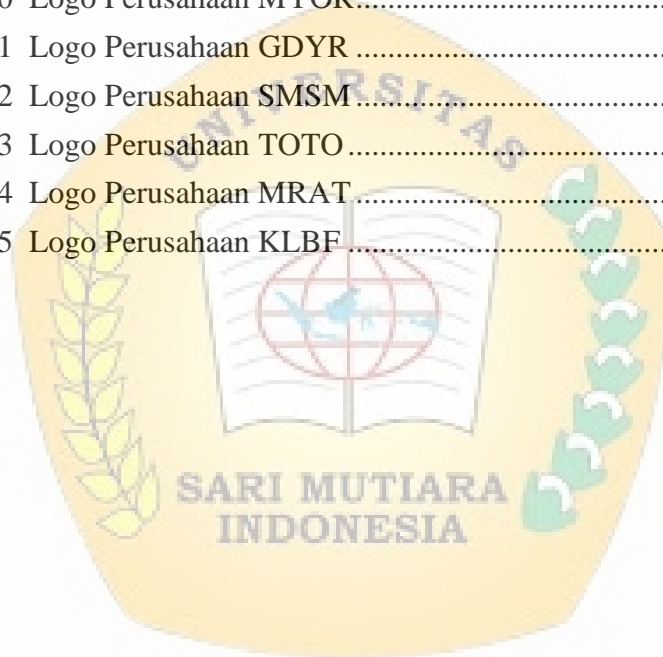 0 Logo Perusahaan MYOR..........................................
1 Logo Perusahaan GDYR ..........................................
2 Logo Perusahaan SMSM ..........................................
3 Logo Perusahaan TOTO ..........................................
4 Logo Perusahaan MRAT ..........................................
5 Logo Perusahaan KLBF ..........................................
UNIVERSITAS
SARI MUTIARA
INDONESIA